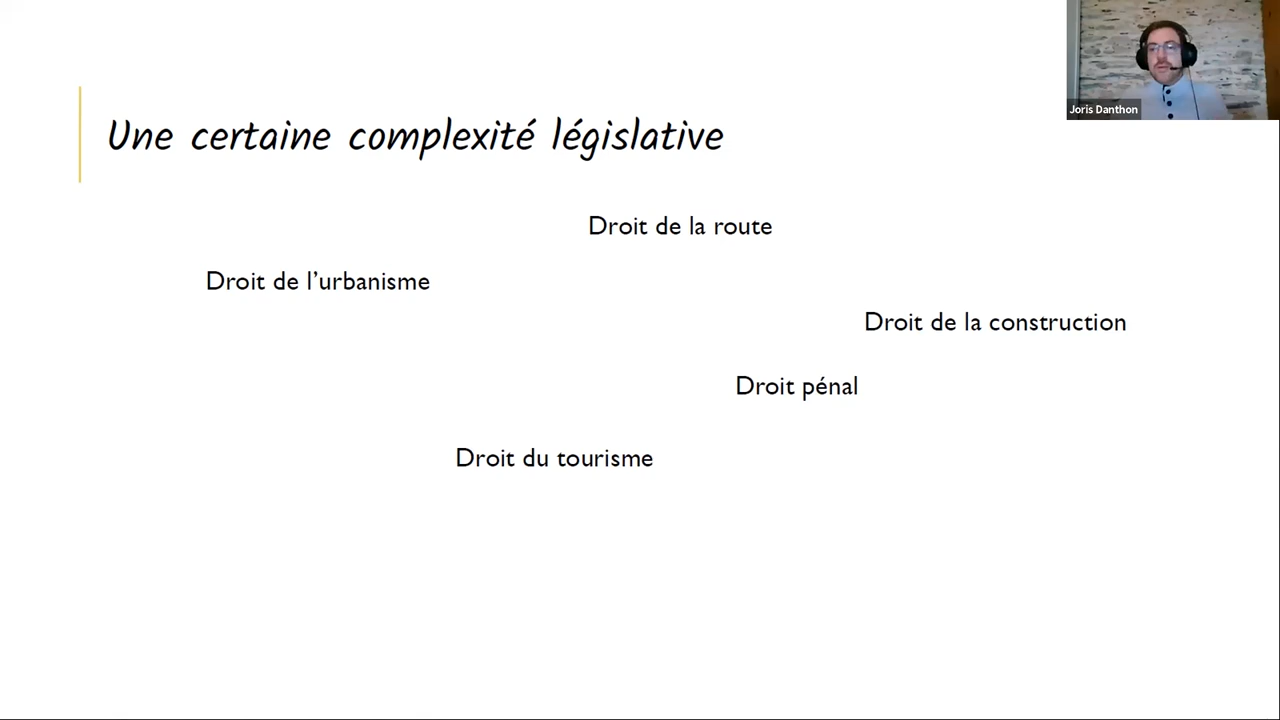 Joris Danthon
Une certaine complexité législative
Droit de la route
Droit de l’urbanisme
Droit de la construction
Droit pénal
Droit du tourisme